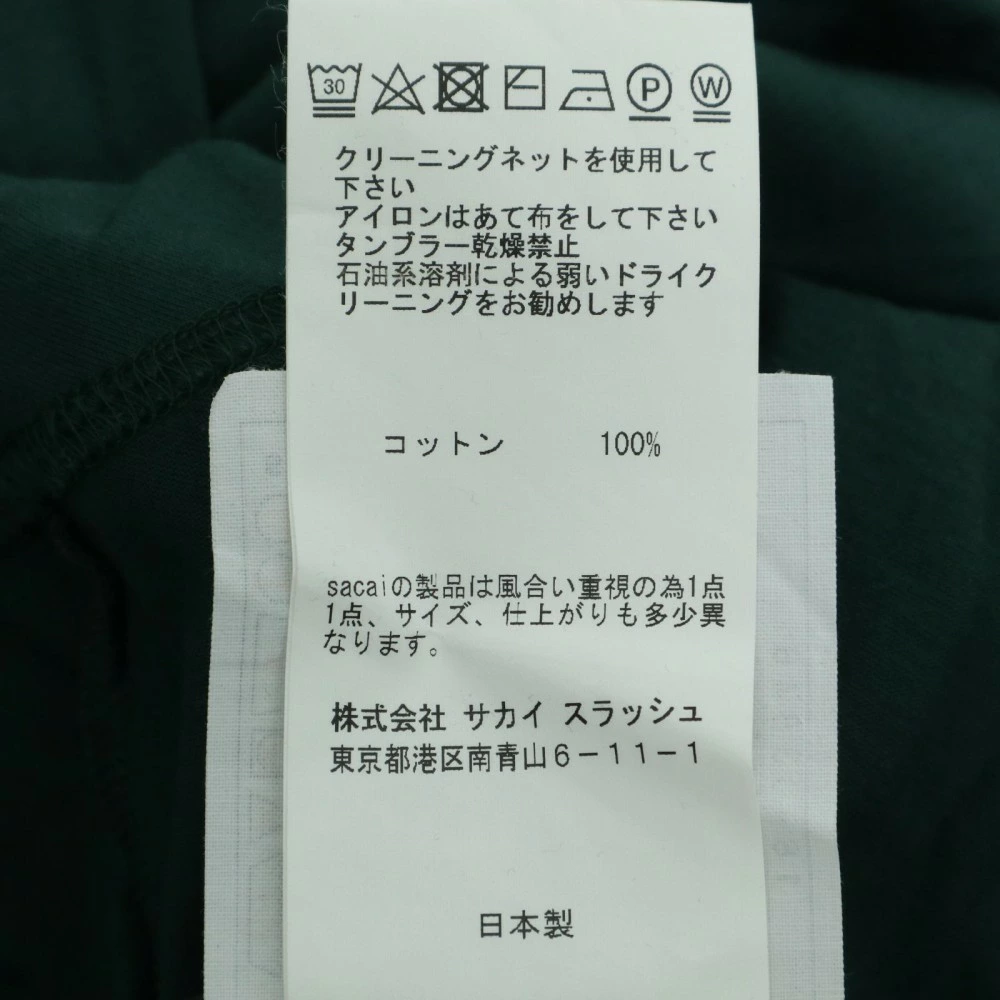 30 P W
クリーニングネットを使用して
下さい
アイロンはあて布をして下さい
タンブラー乾燥禁止
石油系溶剤による弱いドライク
リーニングをお勧めします
コットン 100%
sacaiの製品は風合い重視の為1点
1点、サイズ、仕上がりも多少異
なります。
株式会社 サカイ スラッシュ
東京都港区南青山6-11-1
日本製